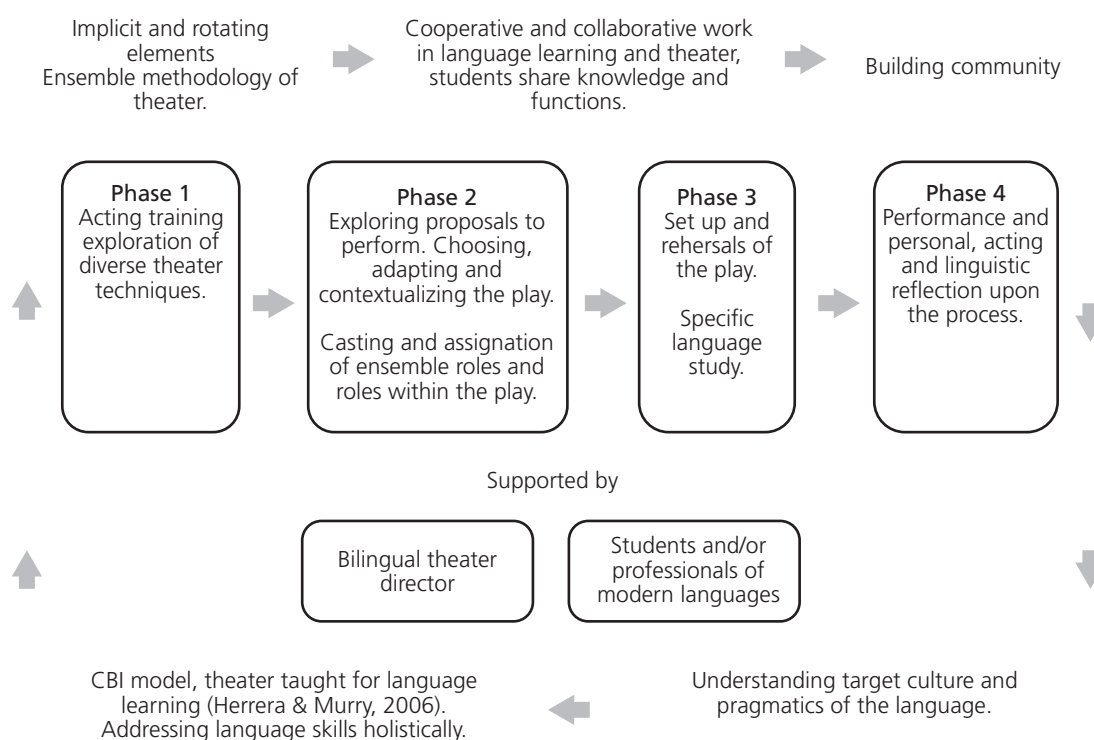 Implicit and rotating
elements
Ensemble methodology of
theater.
Cooperative and collaborative work
in language learning and theater,
students share knowledge and
functions.
Building community
Phase 1
Acting training
exploration of
diverse theater
techniques.
Phase 2
Exploring proposals to
perform. Choosing,
adapting and
contextualizing the play.
Casting and assignation
of ensemble roles and
roles within the play.
Phase 3
Set up and
rehersals of
the play.
Specific
language
study.
Phase 4
Performance and
personal, acting
and linguistic
reflection upon
the process.
Supported by
Bilingual theater
director
Students and/or
professionals of
modern languages
CBI model, theater taught for language
learning (Herrera & Murry, 2006).
Addressing language skills holistically.
Understanding target culture and
pragmatics of the language.